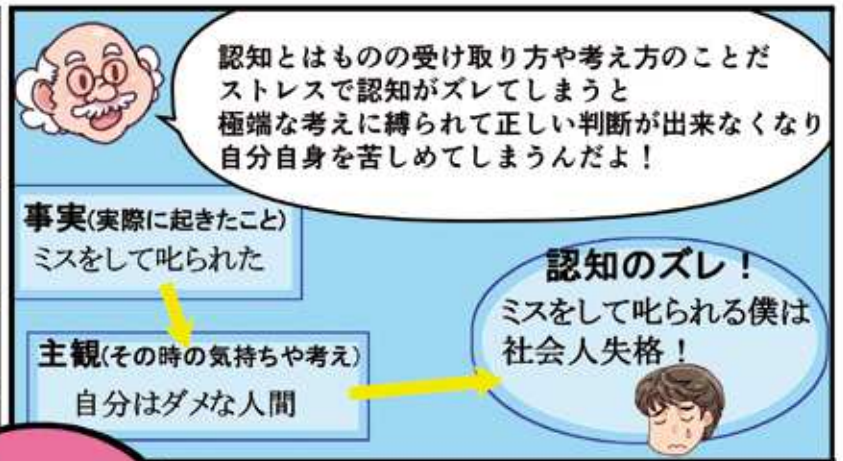 認知とはものの受け取り方や考え方のことだ
ストレスで認知がズレてしまうと
極端な考えに縛られて正しい判断が出来なくなり
自分自身を苦しめてしまうんだよ！
事実(実際に起きたこと)
ミスをして叱られた
主観(その時の気持ちや考え)
自分はダメな人間
認知のズレ！
ミスをして叱られる僕は
社会人失格！